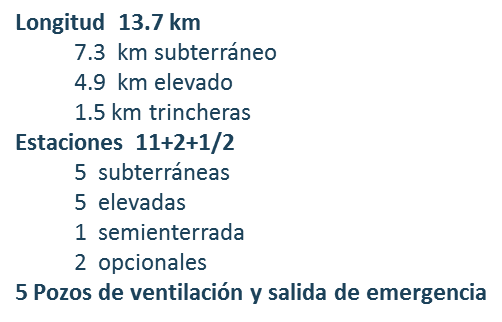 Longitud 13.7 km
7.3 km subterráneo
4.9 km elevado
1.5 km trincheras
Estaciones 11+2+1/2
5 subterráneas
5 elevadas
1 semienterrada
2 opcionales
5 Pozos de ventilación y salida de emergencia